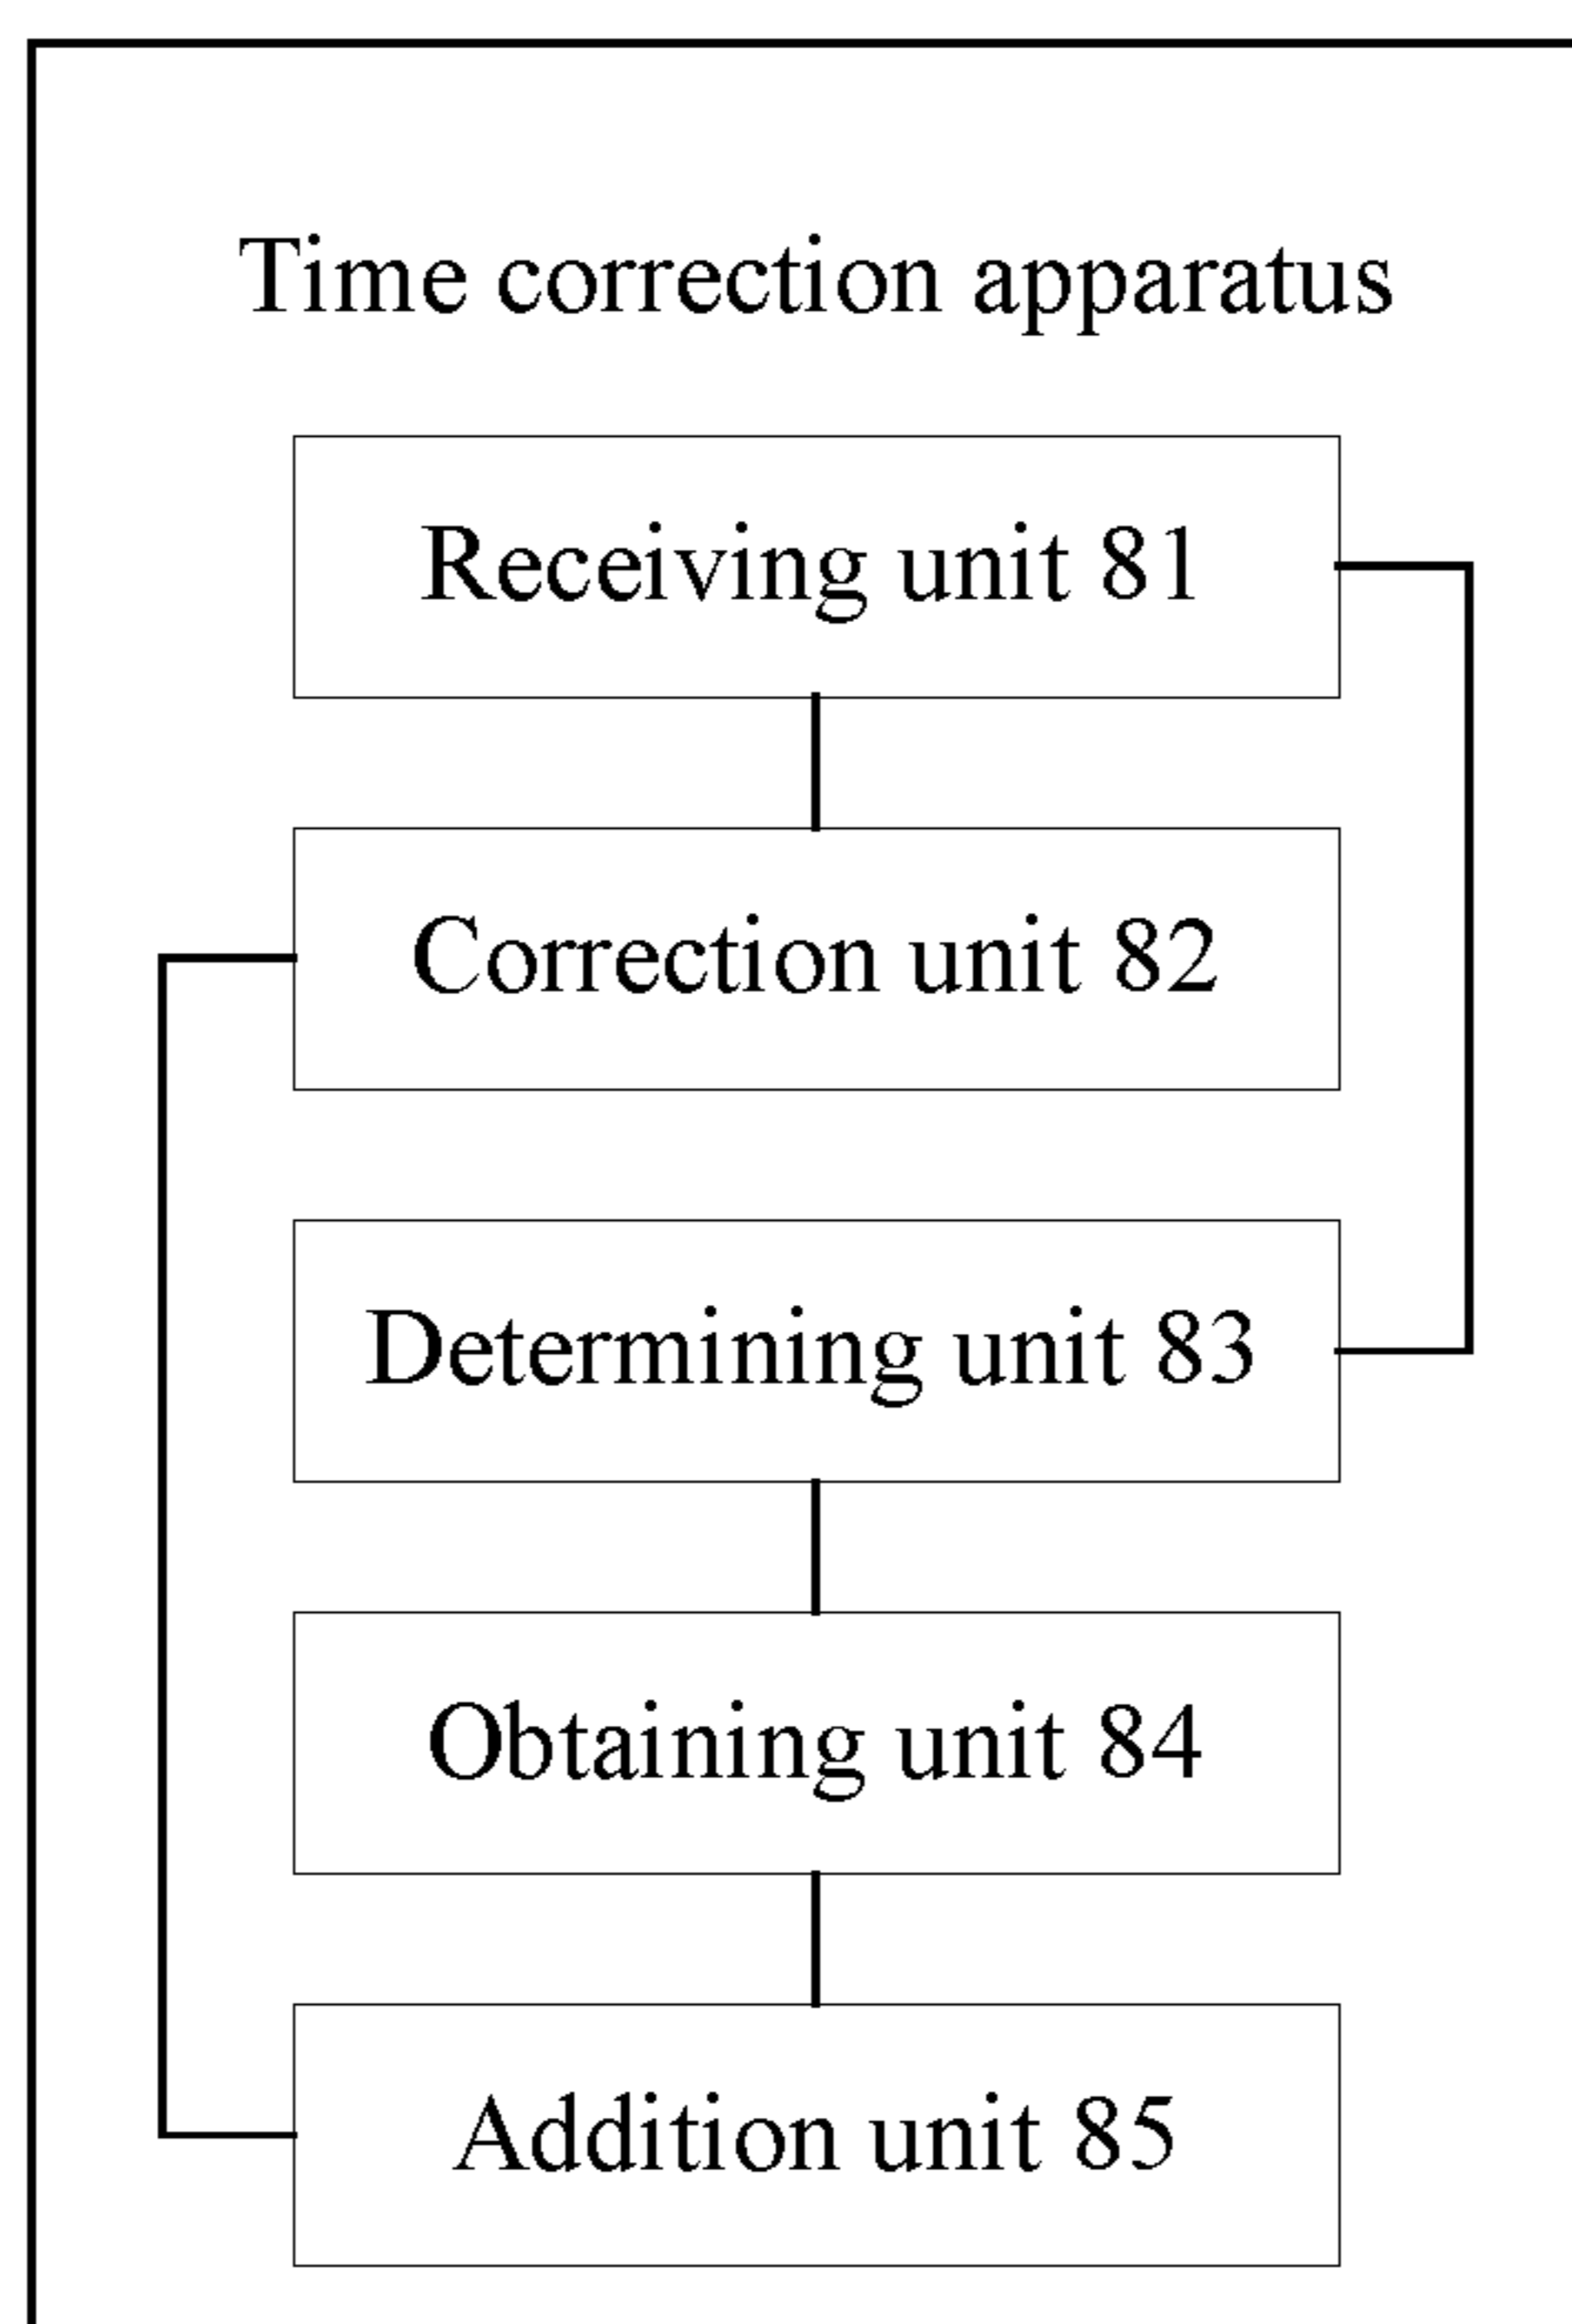 Time correction apparatus
Receiving unit 81
Correction unit 82
Determining unit 83
Obtaining unit 84
Addition unit 85